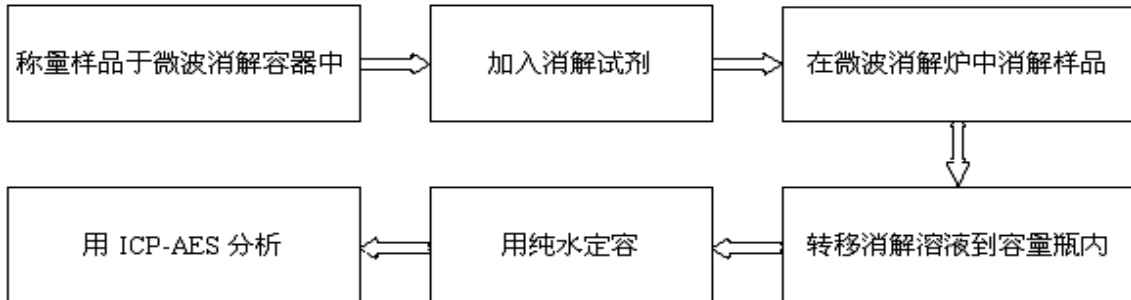 称量样品于微波消解容器中
加入消解试剂
在微波消解炉中消解样品
转移消解溶液到容量瓶内
用纯水定容
用 ICP-AES 分析